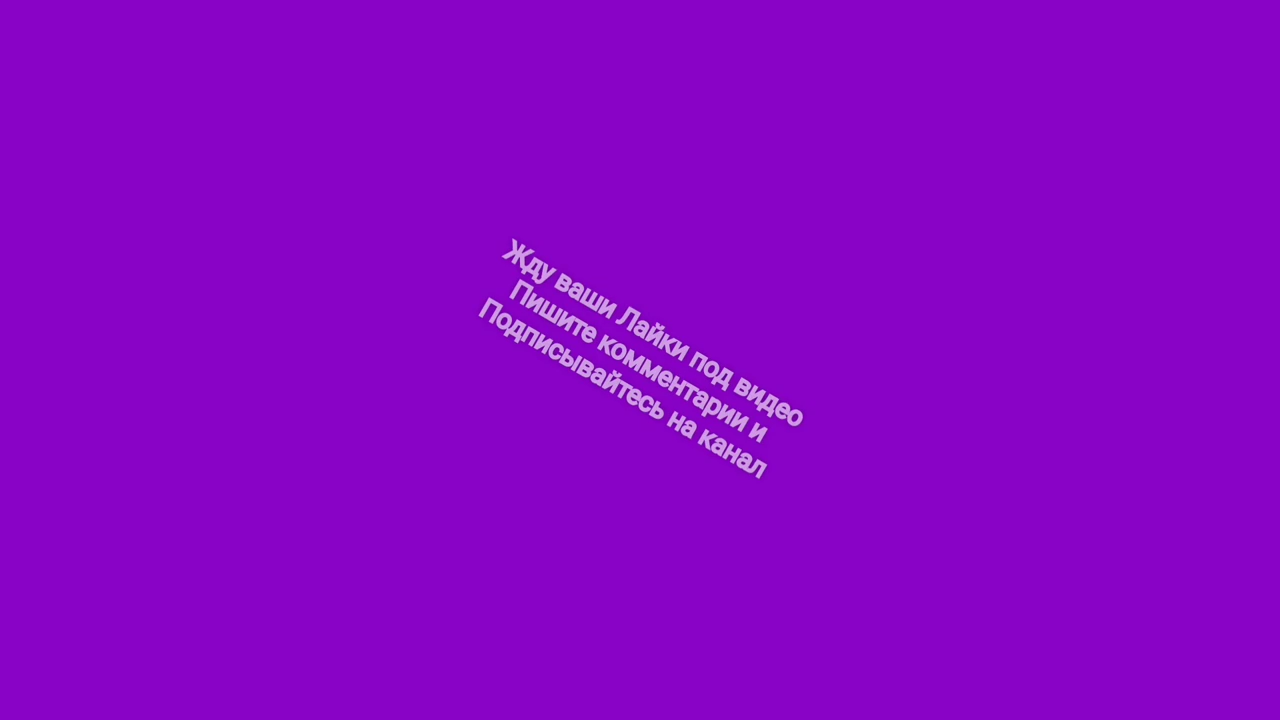 Жду ваши Лайки под видео
Пишите комментарии и
Подписывайтесь на канал